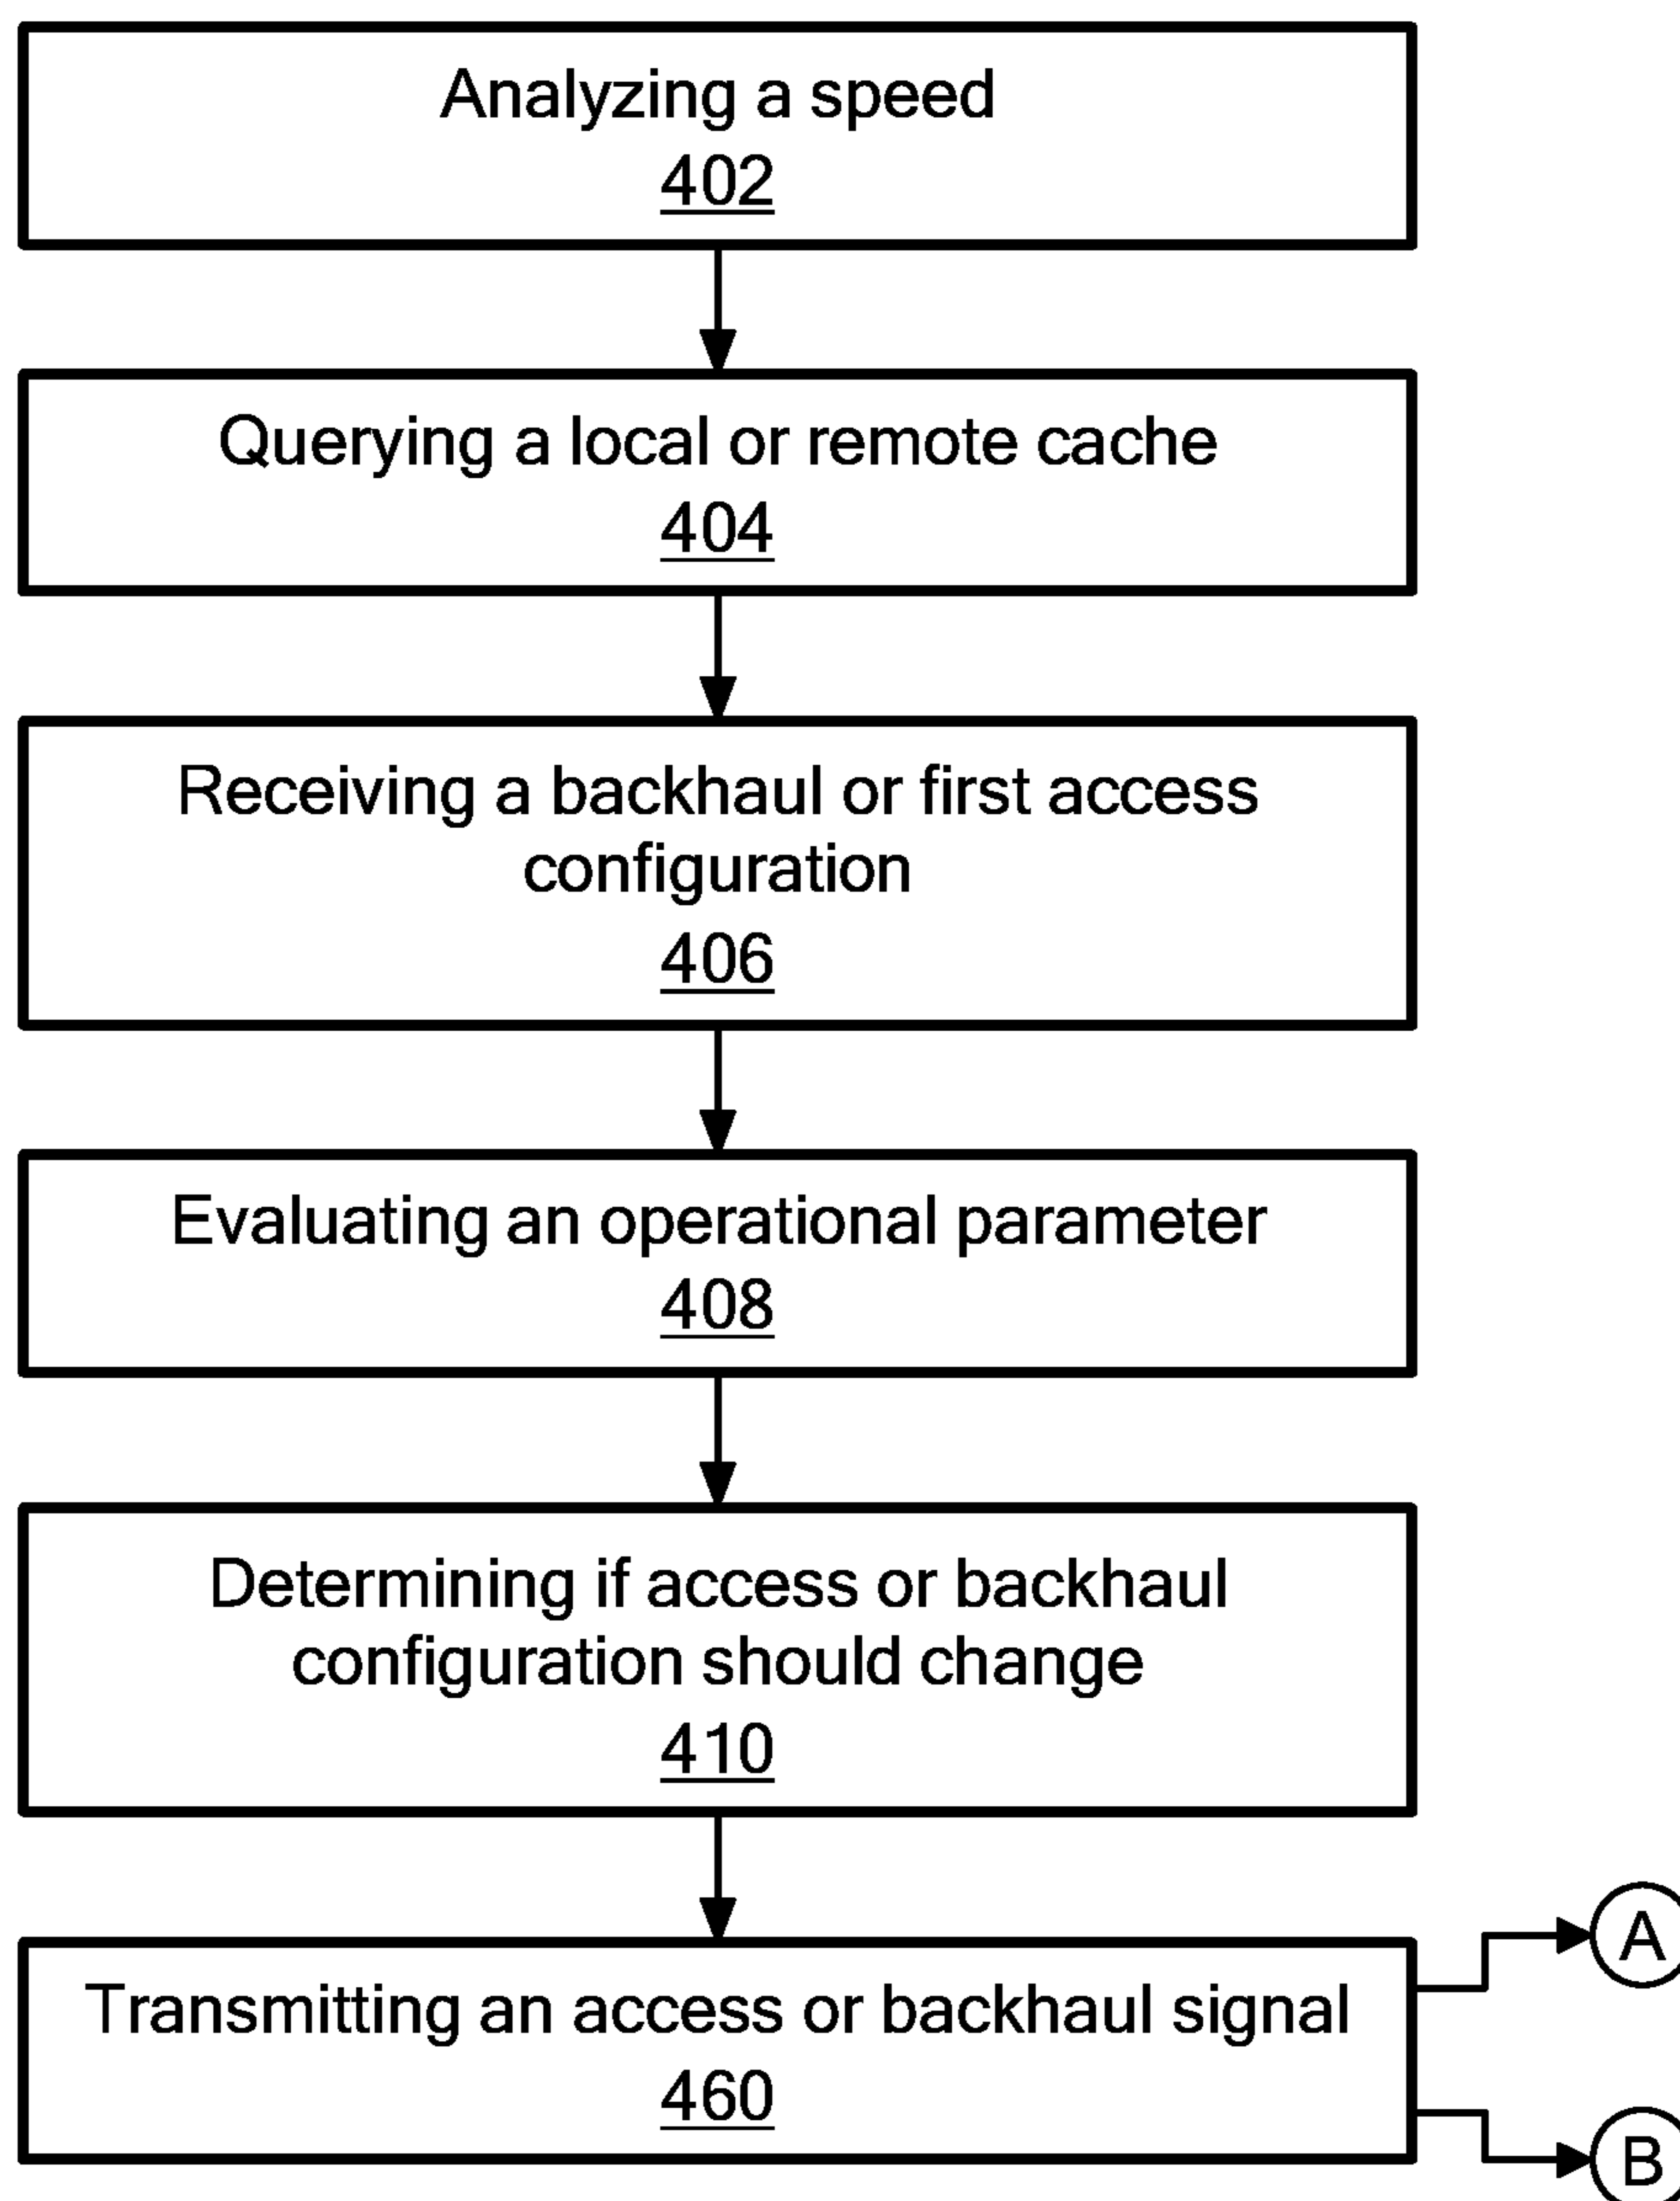 Analyzing a speed
402
Querying a local or remote cache
404
Receiving a backhaul or first access
configuration
406
Evaluating an operational parameter
408
Determining if access or backhaul
configuration should change
410
Transmitting an access or backhaul signal
460
A
B